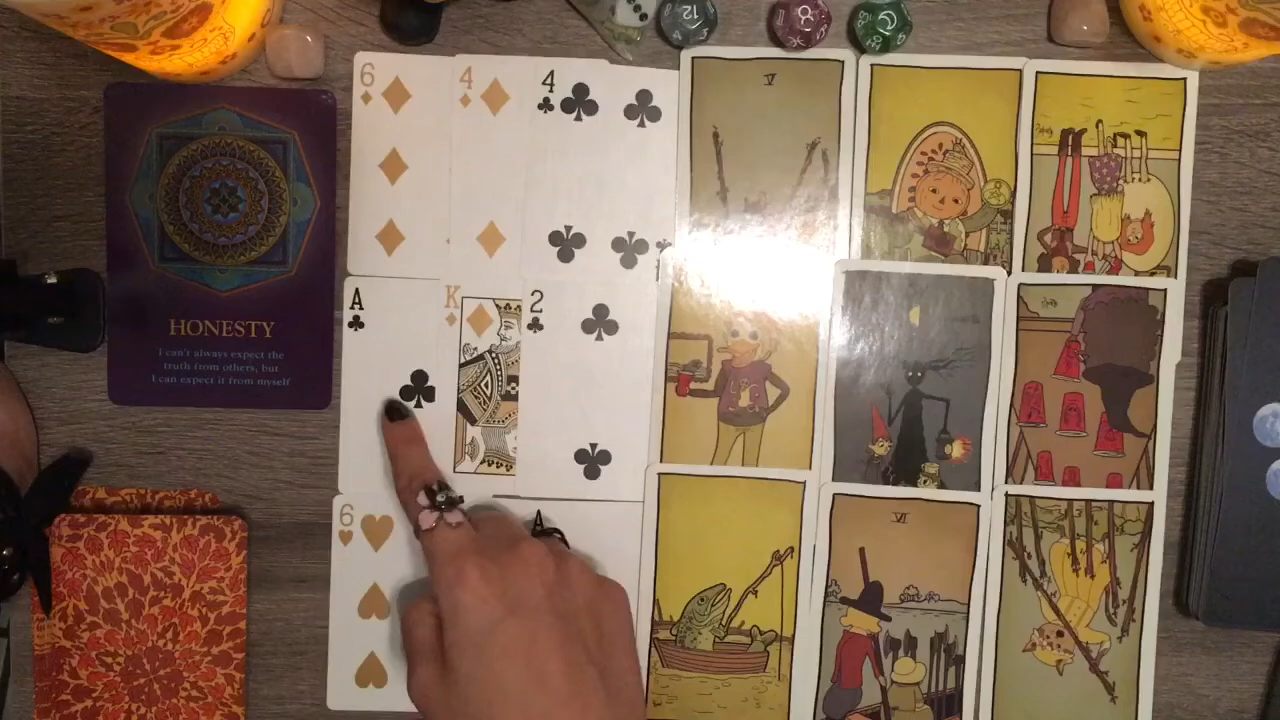 12
6
4
4
V
HONESTY
I can't always expect the
truth from others, but
I can expect it from myself
A
K
2
6
A
VI